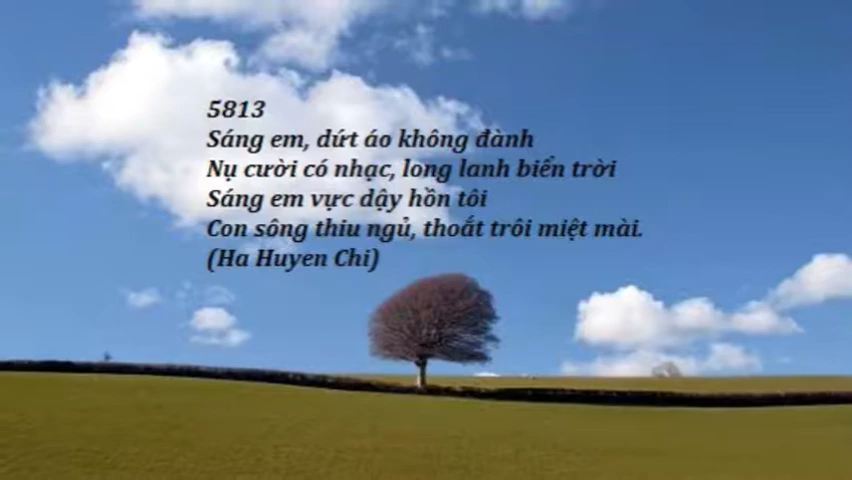 5813
Sáng em, dứt áo không đành
Nụ cười có nhạc, long lanh biển trời
Sáng em vực dậy hồn tôi
Con sông thiu ngủ, thoắt trôi miệt mài.
(Ha Huyen Chi)